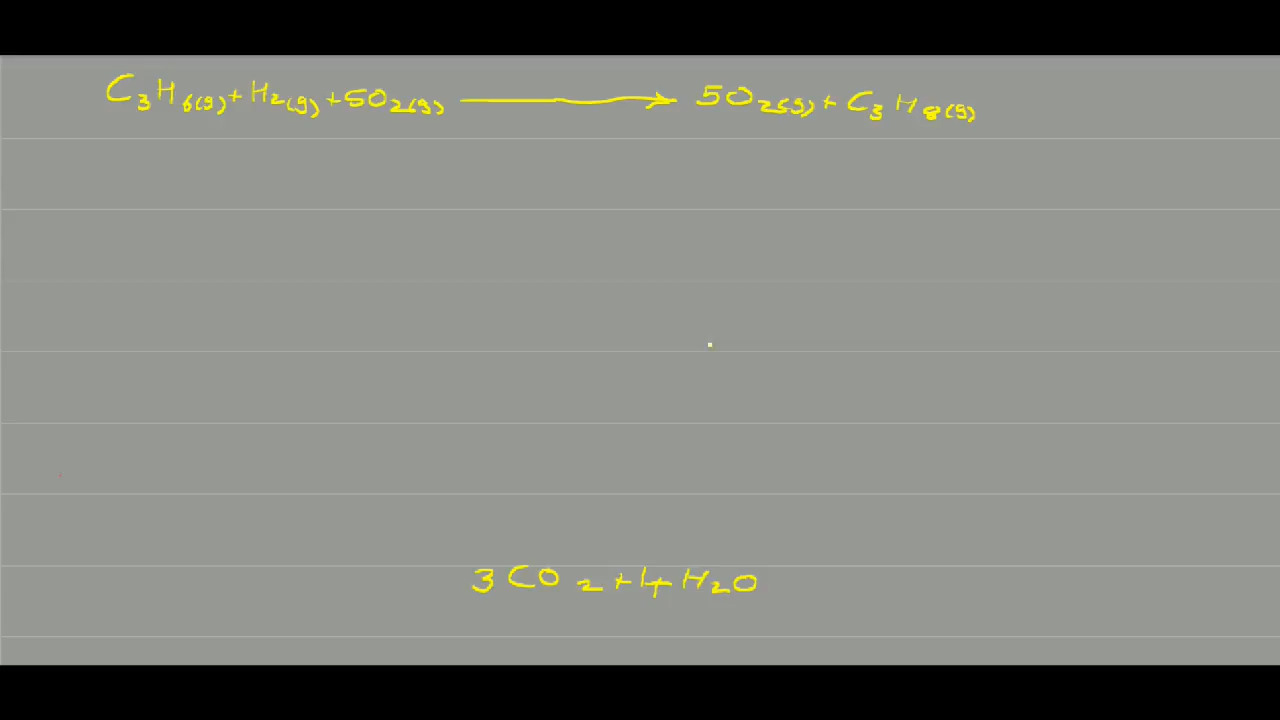 C₃H₆(g) + H₂(g) + 5O₂(g) ⟶ 5O₂(g) + C₃H₈(g)
3CO₂ + 4H₂O